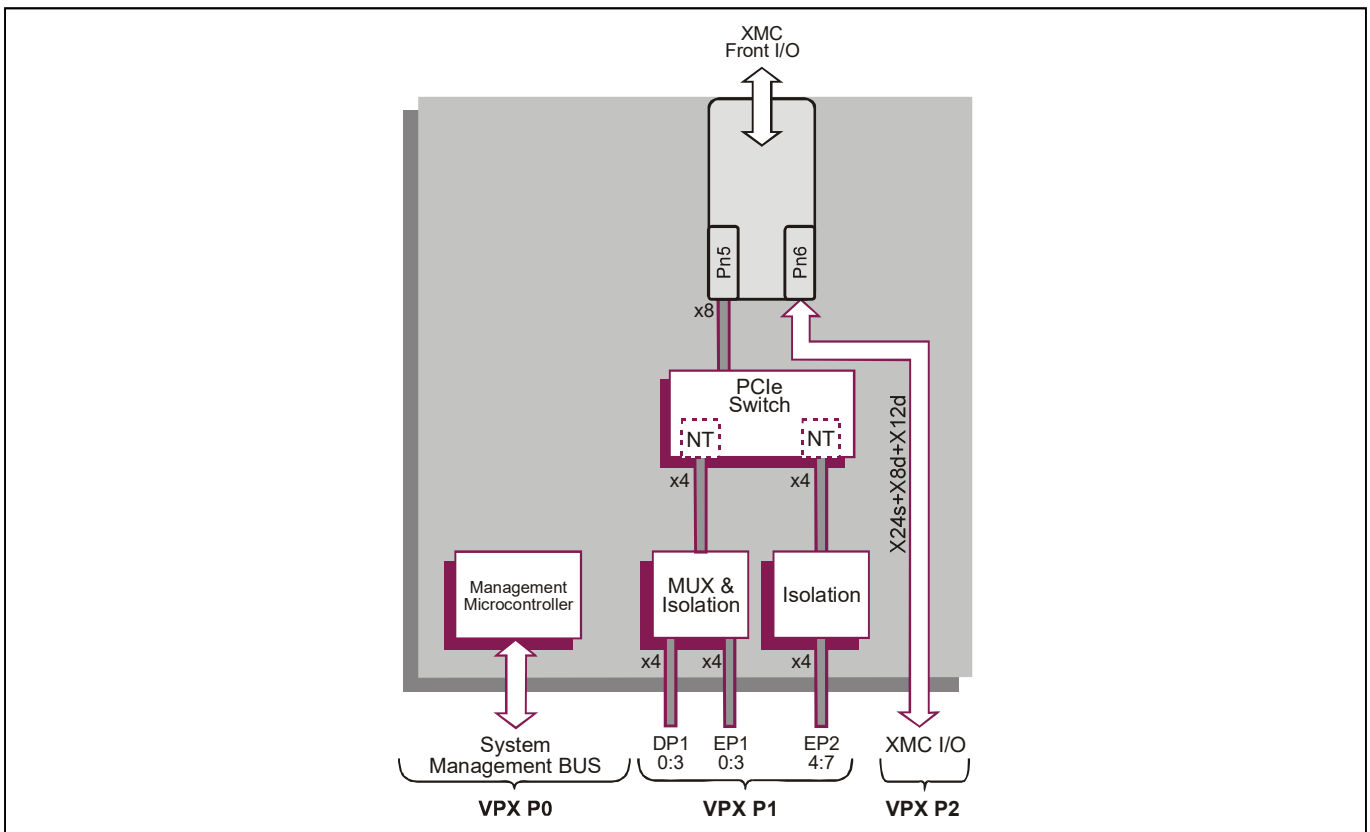 XMC
Front I/O
Pn5
Pn6
x8
PCIe
Switch
NT
NT
x4
x4
X24s+X8d+X12d
Management
Microcontroller
MUX &
Isolation
Isolation
x4
x4
x4
System
Management BUS
DP1
0:3
EP1
0:3
EP2
4:7
XMC I/O
VPX P0
VPX P1
VPX P2